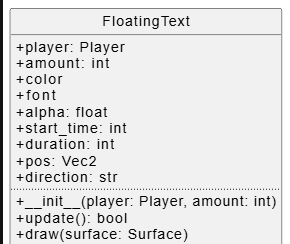 FloatingText
+player: Player
+amount: int
+color
+font
+alpha: float
+start_time: int
+duration: int
+pos: Vec2
+direction: str
+__init__(player: Player, amount: int)
+update(): bool
+draw(surface: Surface)